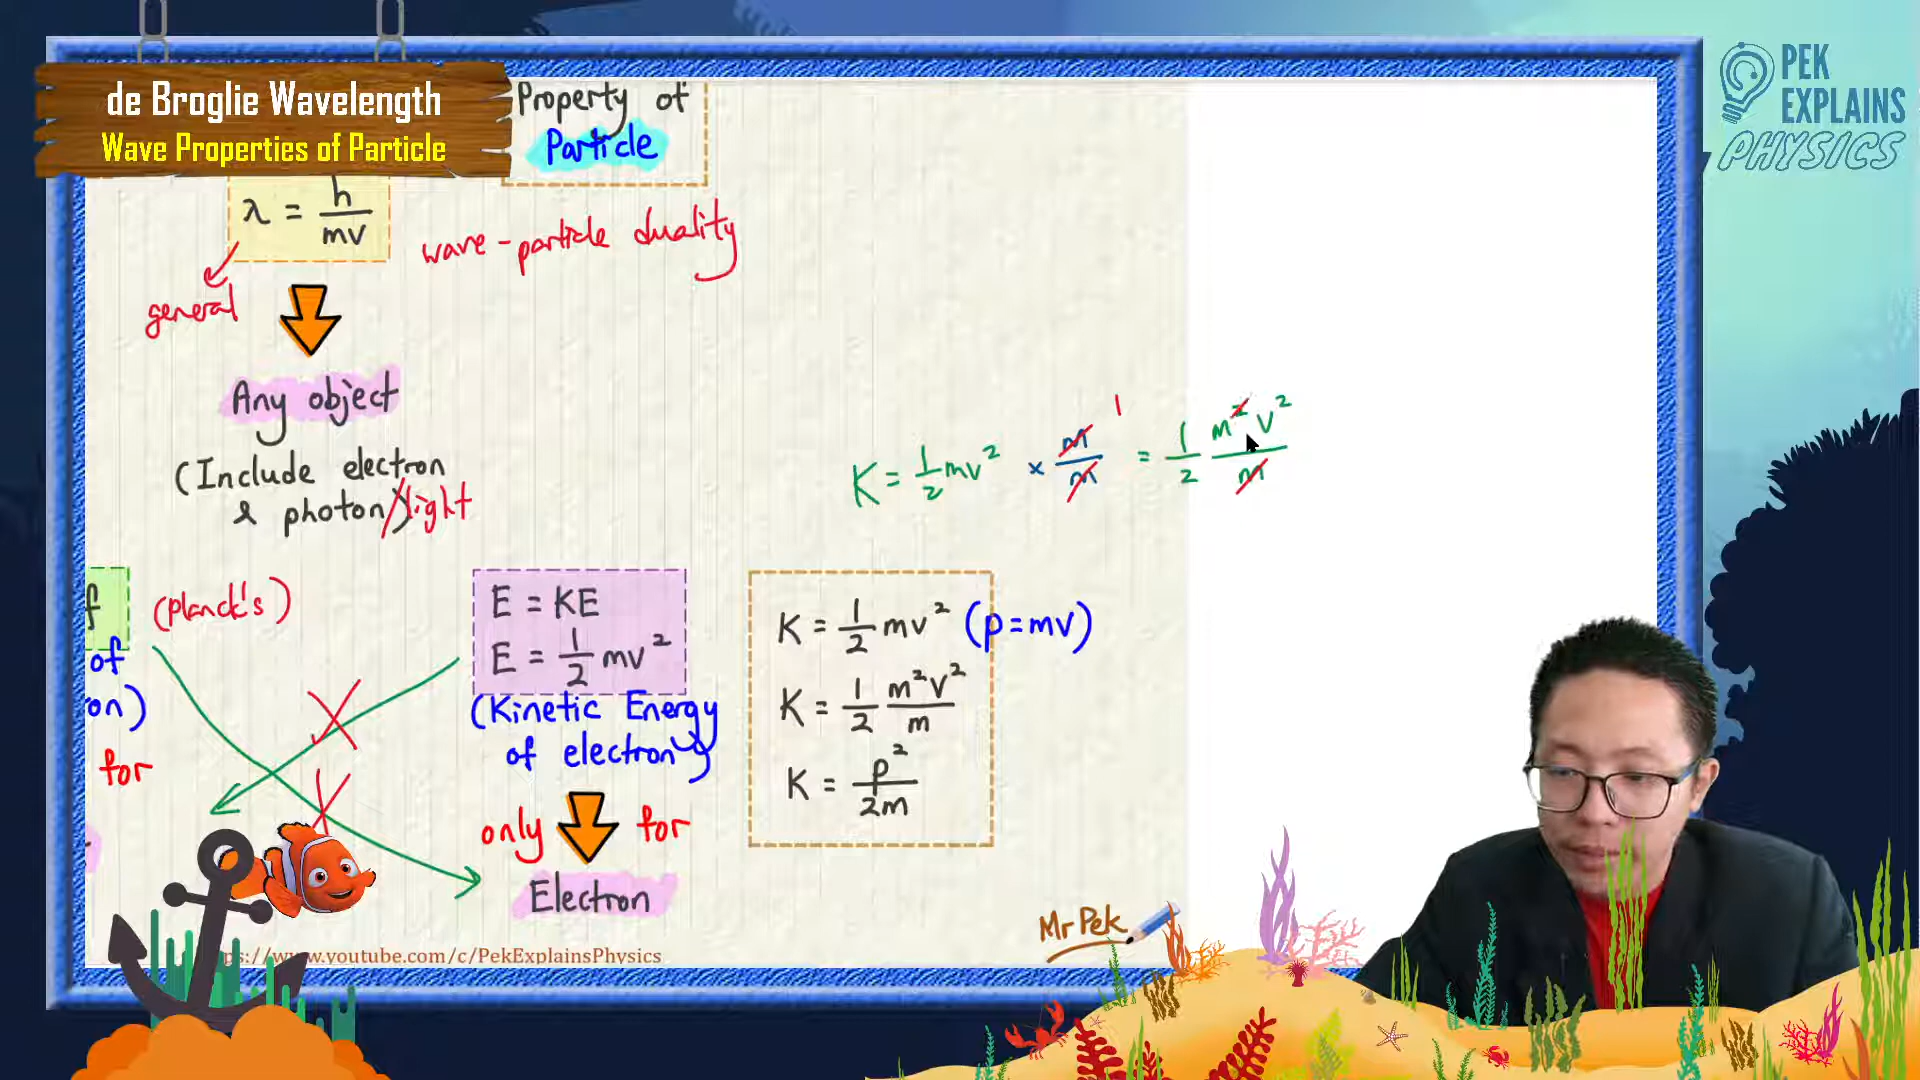 de Broglie Wavelength
Wave Properties of Particle
PEK
EXPLAINS
PHYSICS
Property of
Particle
λ = h/mv
wave-particle duality
general
Any object
(Include electron
& photon)/light
K = 1/2 mv² × m/m 1 = 1/2 m²v²/m
f
(Planck's)
of
on)
for
E = KE
E = 1/2 mv²
(Kinetic Energy
of electron)
only for
Electron
K = 1/2 mv² (p=mv)
K = 1/2 m²v²/m
K = p²/2m
Mr Pek
ps://www.youtube.com/c/PekExplainsPhysics